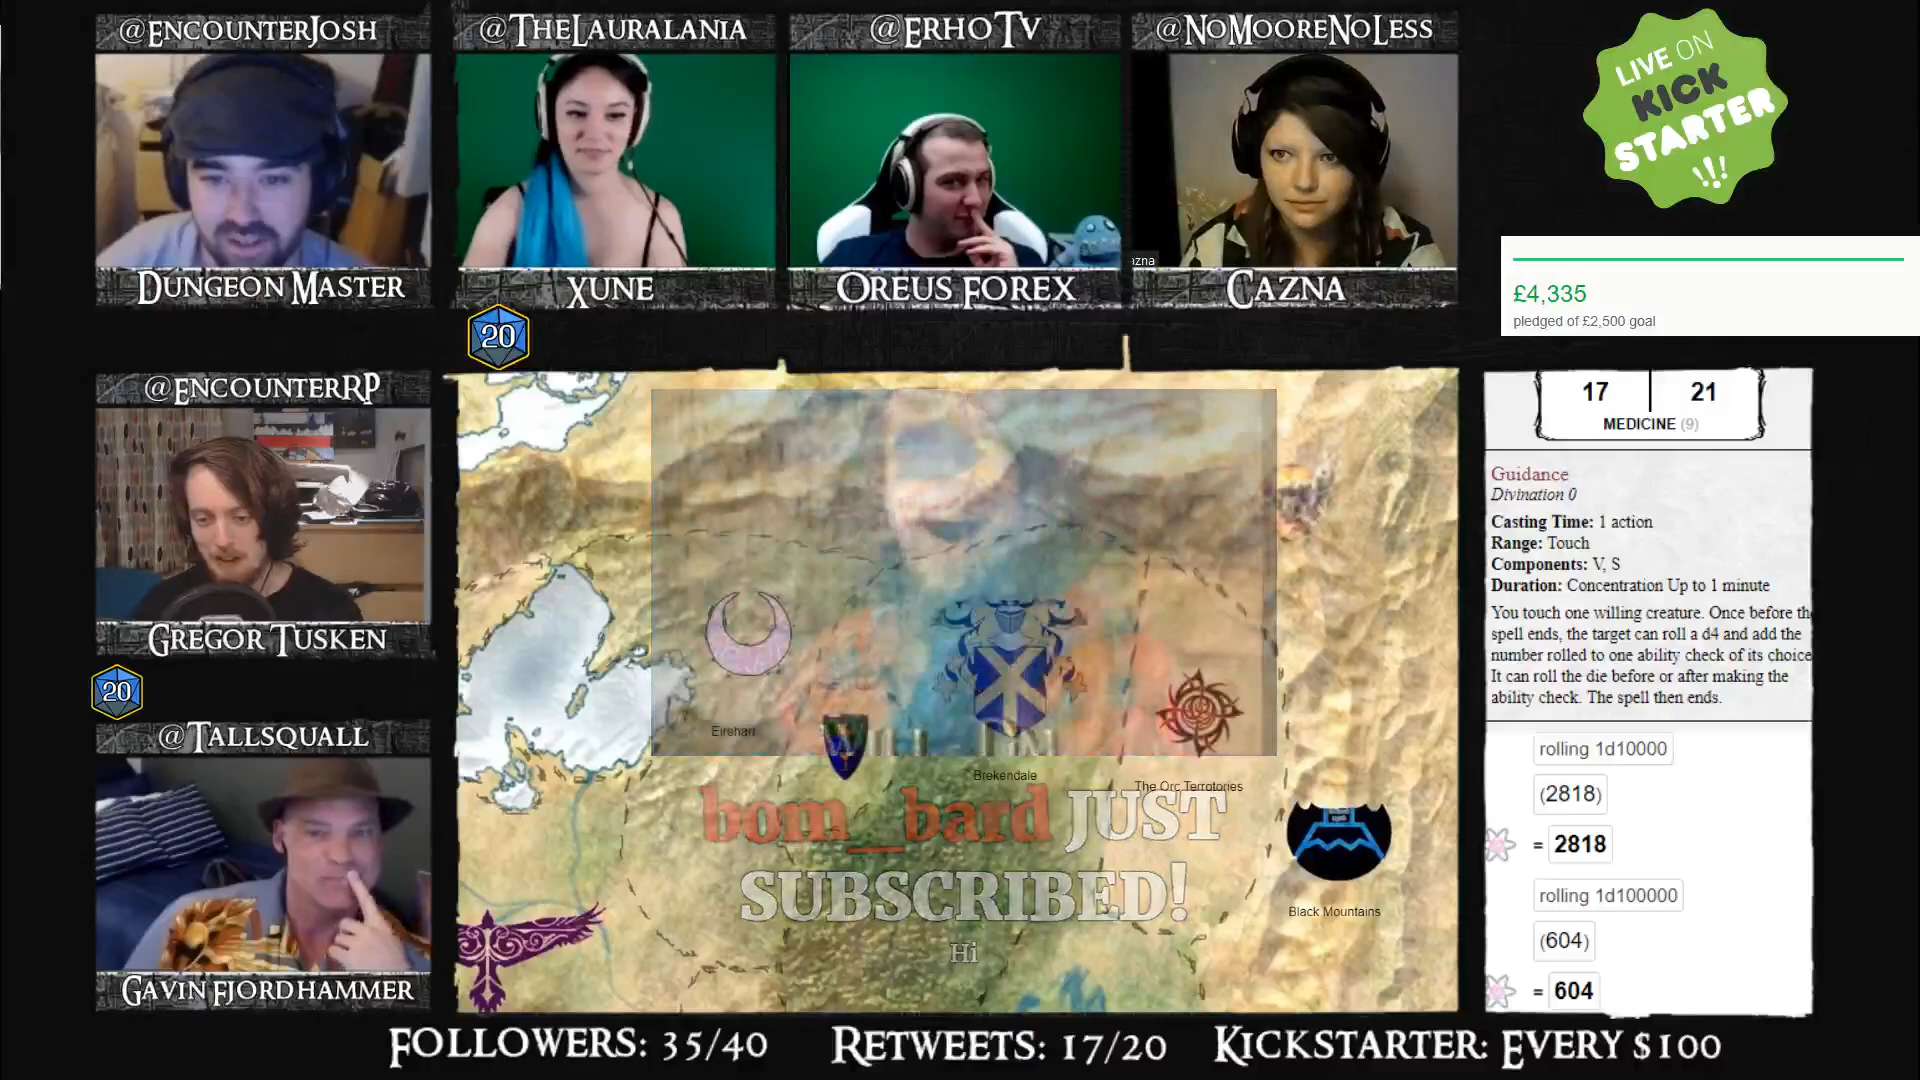 @EncounterJosh
@TheLauraLania
@ErhoTv
@NoMooreNoLess
LIVE ON
KICK
STARTER
!!!
azna
Dungeon Master
Xune
Oreus Forex
Cazna
£4,335
pledged of £2,500 goal
20
@EncounterRP
17
21
MEDICINE (9)
Guidance
Divination 0
Casting Time: 1 action
Range: Touch
Components: V, S
Duration: Concentration Up to 1 minute
You touch one willing creature. Once before the
spell ends, the target can roll a d4 and add the
number rolled to one ability check of its choice
It can roll the die before or after making the
ability check. The spell then ends.
Gregor Tusken
20
@Tallsquall
Eirehart
Brekendale
The Orc Terrotories
Black Mountains
bom__bard JUST
SUBSCRIBED!
Hi
rolling 1d10000
(2818)
= 2818
rolling 1d100000
(604)
= 604
Gavin Fjordhammer
Followers: 35/40
Retweets: 17/20
Kickstarter: Every $100